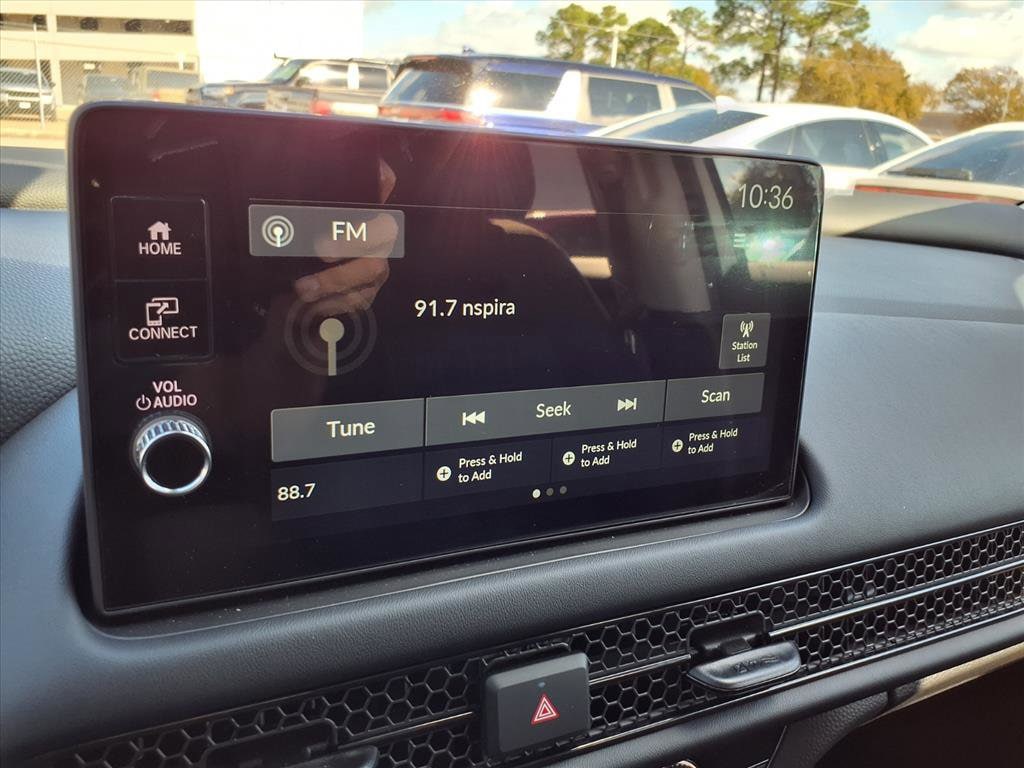 10:36
HOME
FM
91.7 nspira
CONNECT
Station
List
VOL
AUDIO
Tune
Seek
Scan
88.7
Press & Hold
to Add
Press & Hold
to Add
Press & Hold
to Add